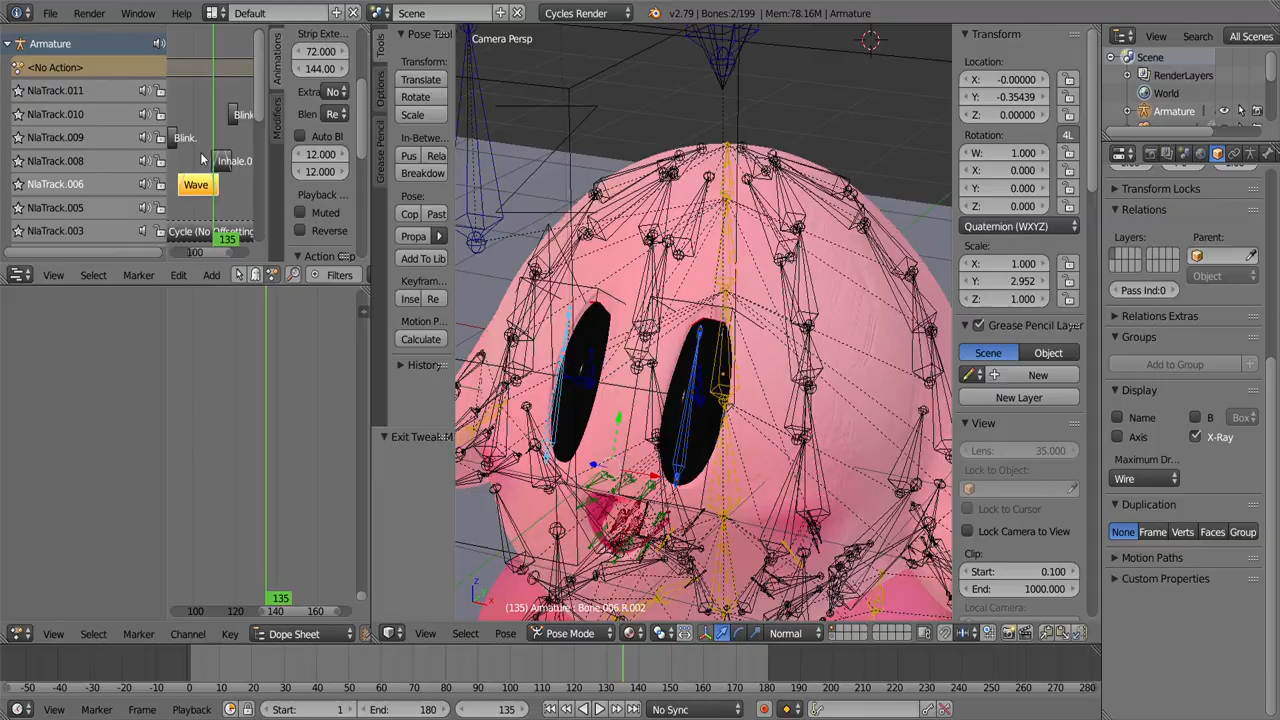 File Render Window Help Default Scene Cycles Render v2.79 | Bones:2/199 | Mem:78.16M | Armature View Search All Scenes
Armature
<No Action>
NlaTrack.011
NlaTrack.010 Blink
NlaTrack.009 Blink.
NlaTrack.008 Inhale.0
NlaTrack.006 Wave
NlaTrack.005
NlaTrack.003 Cycle (No Offsetting
135
100
View Select Marker Edit Add Filters
Animations
Modifiers
Strip Exte...
72.000
144.00
Extra No
Blen Re
Auto Bl
12.000
12.000
Playback ...
Muted
Reverse
Tools
Options
Grease Pencil
Pose Tool
Transform:
Translate
Rotate
Scale
In-Betwe...
Pus Rela
Breakdow
Pose:
Cop Past
Propa
Add To Lib
Keyfram...
Inse Re
Motion P...
Calculate
History
Exit Tweak M
Camera Persp
(135) Armature : Bone.006.R.002
Transform
Location:
X: -0.00000
Y: -0.35439
Z: 0.00000
Rotation: 4L
W: 1.000
X: 0.000
Y: 0.000
Z: 0.000
Quaternion (WXYZ)
Scale:
X: 1.000
Y: 2.952
Z: 1.000
Grease Pencil Layer
Scene Object
New
New Layer
View
Lens: 35.000
Lock to Object:
Lock to Cursor
Lock Camera to View
Clip:
Start: 0.100
End: 1000.000
Local Camera:
Scene
RenderLayers
World
Armature
Transform Locks
Relations
Layers: Parent:
Object
Pass Ind:0
Relations Extras
Groups
Add to Group
Display
Name B Box
Axis X-Ray
Maximum Dr...
Wire
Duplication
None Frame Verts Faces Group
Motion Paths
Custom Properties
135
100 120 140 160
View Select Marker Channel Key Dope Sheet
View Select Pose Pose Mode Normal
-50 -40 -30 -20 -10 0 10 20 30 40 50 60 70 80 90 100 110 120 130 140 150 160 170 180 190 200 210 220 230 240 250 260 270 280
View Marker Frame Playback Start: 1 End: 180 135 No Sync